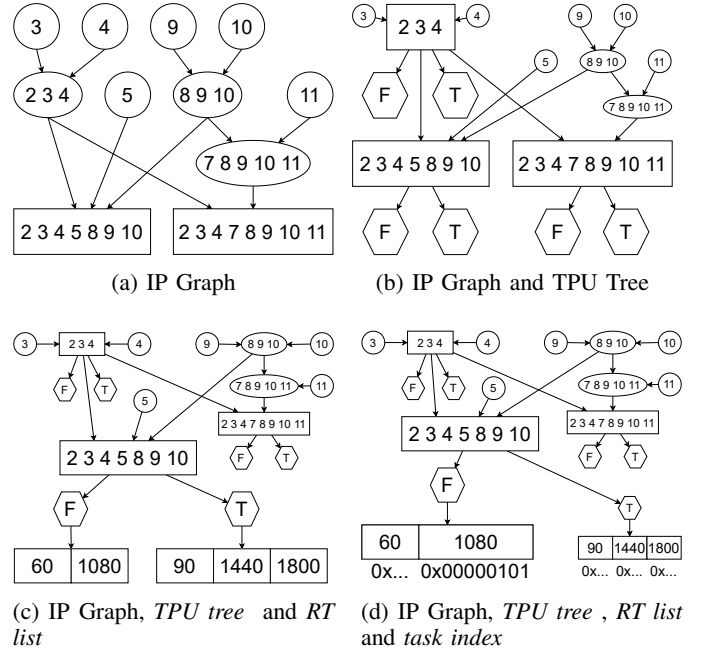 3
4
9
10
2 3 4
5
8 9 10
11
7 8 9 10 11
2 3 4 5 8 9 10
2 3 4 7 8 9 10 11
(a) IP Graph
3
2 3 4
4
9
10
F
T
5
8 9 10
11
7 8 9 10 11
2 3 4 5 8 9 10
2 3 4 7 8 9 10 11
F
T
F
T
(b) IP Graph and TPU Tree
3
2 3 4
4
9
8 9 10
10
F
T
7 8 9 10 11
11
5
2 3 4 7 8 9 10 11
2 3 4 5 8 9 10
F
T
F
T
60
1080
90
1440
1800
(c) IP Graph, TPU tree and RT
list
3
2 3 4
4
9
8 9 10
10
F
T
7 8 9 10 11
11
5
2 3 4 7 8 9 10 11
2 3 4 5 8 9 10
F
T
F
T
60
1080
90
1440
1800
0x...
0x00000101
0x...
0x...
0x...
(d) IP Graph, TPU tree , RT list
and task index